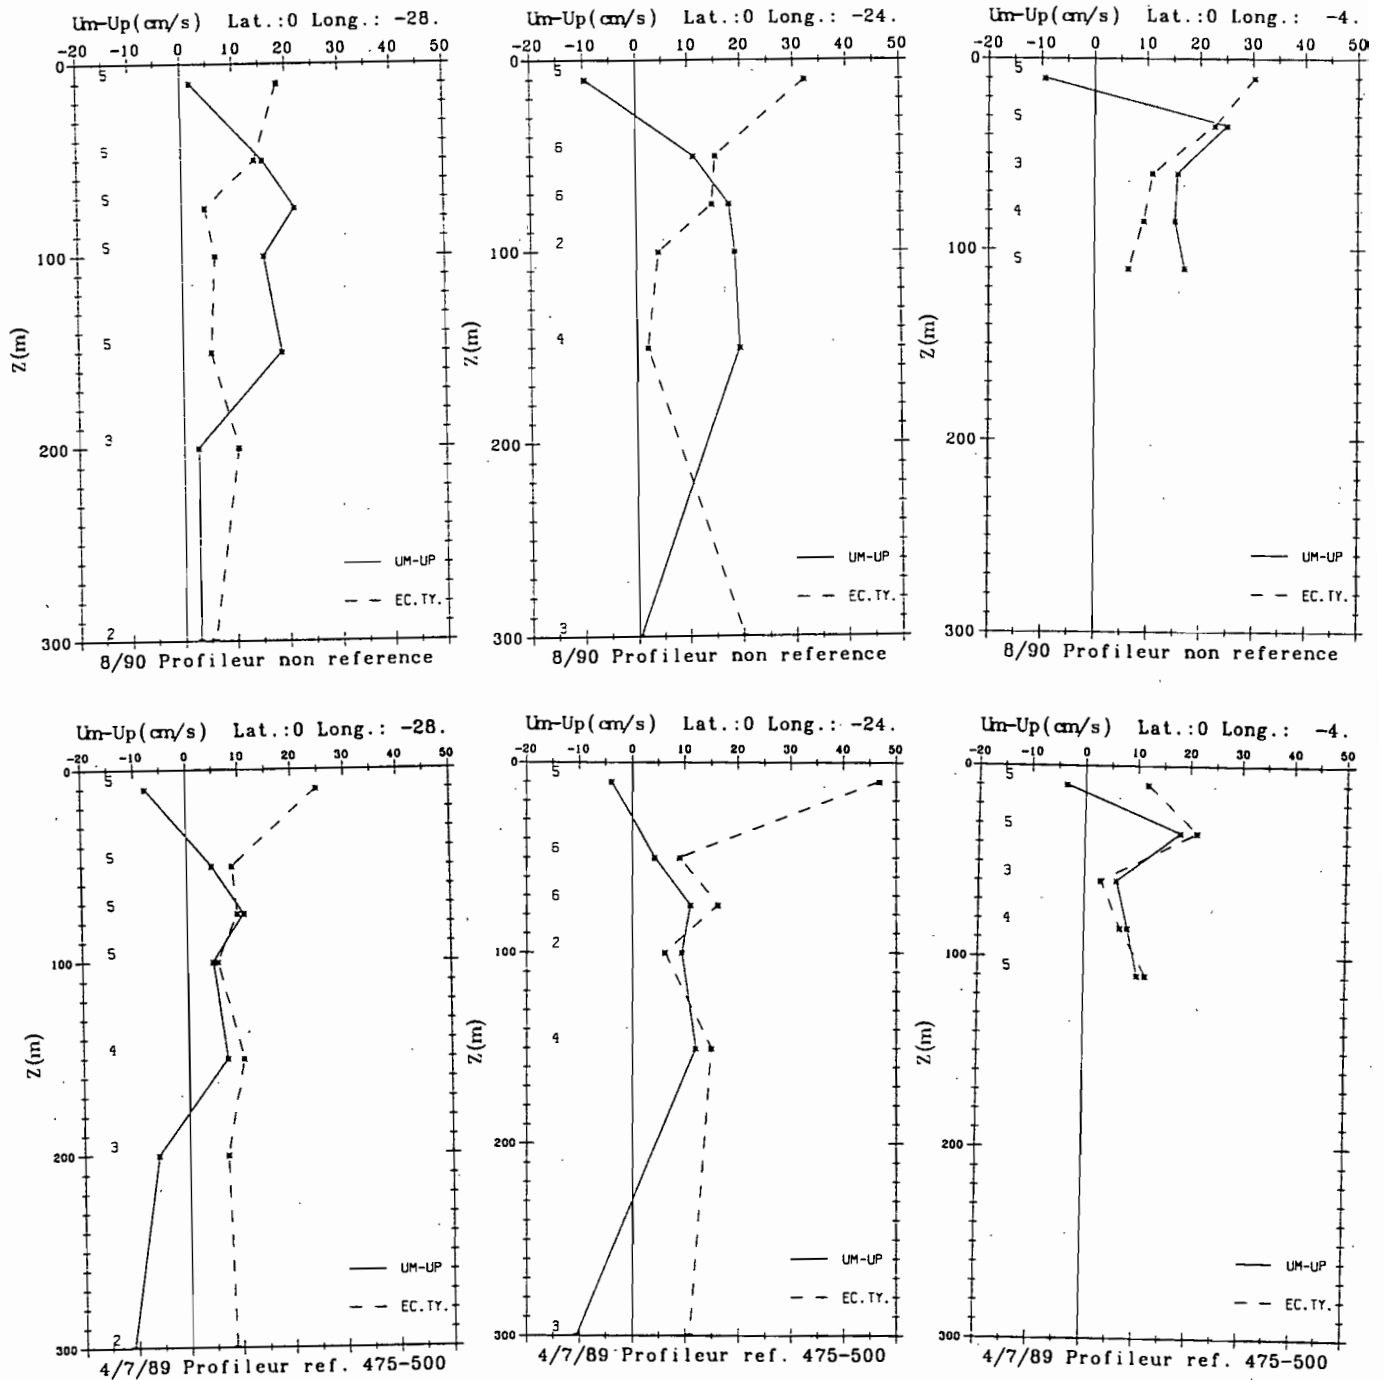 Um-Up(cm/s) Lat.:0 Long.: -28.
-20 -10 0 10 20 30 40 50
0
5
5
5
5
100
5
Z(m)
3
200
UM-UP
EC.TY.
2
300
8/90 Profileur non reference
Um-Up(cm/s) Lat.:0 Long.: -24.
-20 -10 0 10 20 30 40 50
0
5
6
6
2
100
4
Z(m)
200
UM-UP
EC.TY.
3
300
8/90 Profileur non reference
Um-Up(cm/s) Lat.:0 Long.: -4.
-20 -10 0 10 20 30 40 50
0
5
5
3
4
100
5
Z(m)
200
UM-UP
EC.TY.
300
8/90 Profileur non reference
Um-Up(cm/s) Lat.:0 Long.: -28.
-20 -10 0 10 20 30 40 50
0
5
5
5
5
100
4
Z(m)
3
200
UM-UP
EC.TY.
2
300
4/7/89 Profileur ref. 475-500
Um-Up(cm/s) Lat.:0 Long.: -24.
-20 -10 0 10 20 30 40 50
0
5
6
6
2
100
4
Z(m)
200
UM-UP
EC.TY.
3
300
4/7/89 Profileur ref. 475-500
Um-Up(cm/s) Lat.:0 Long.: -4.
-20 -10 0 10 20 30 40 50
0
5
5
3
4
100
5
Z(m)
200
UM-UP
EC.TY.
300
4/7/89 Profileur ref. 475-500